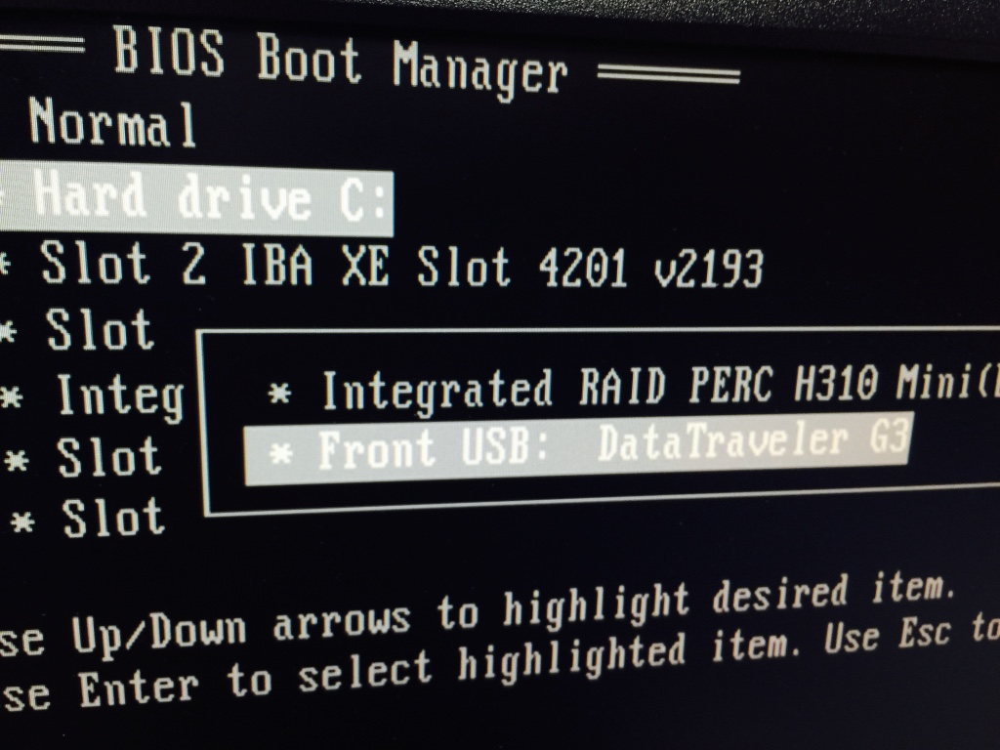 BIOS Boot Manager
Normal
Hard drive C:
* Slot 2 IBA XE Slot 4201 v2193
* Slot
* Integ
* Slot
* Slot
* Integrated RAID PERC H310 Mini(
* Front USB: DataTraveler G3
se Up/Down arrows to highlight desired item.
se Enter to select highlighted item. Use Esc to